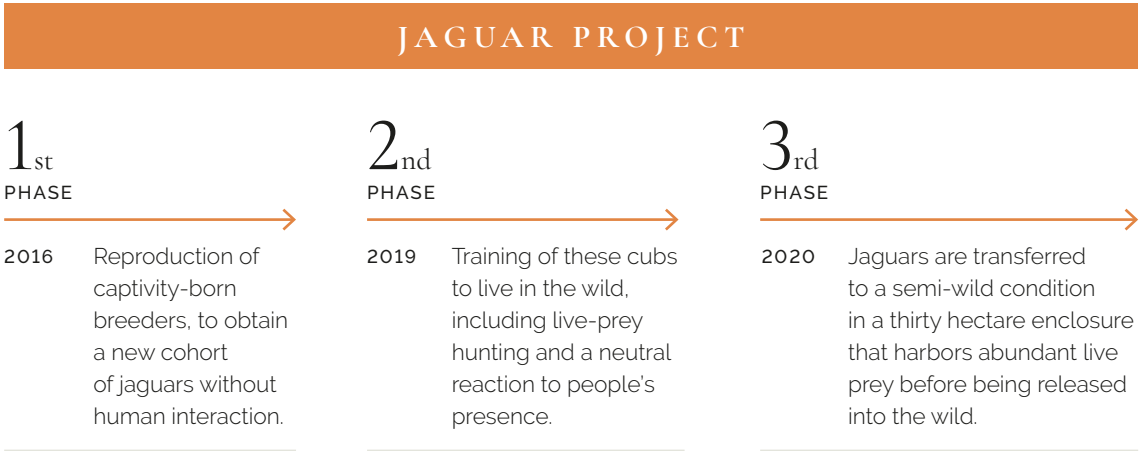 JAGUAR PROJECT
1st
PHASE
2016
Reproduction of
captivity-born
breeders, to obtain
a new cohort
of jaguars without
human interaction.
2nd
PHASE
2019
Training of these cubs
to live in the wild,
including live-prey
hunting and a neutral
reaction to people's
presence.
3rd
PHASE
2020
Jaguars are transferred
to a semi-wild condition
in a thirty hectare enclosure
that harbors abundant live
prey before being released
into the wild.